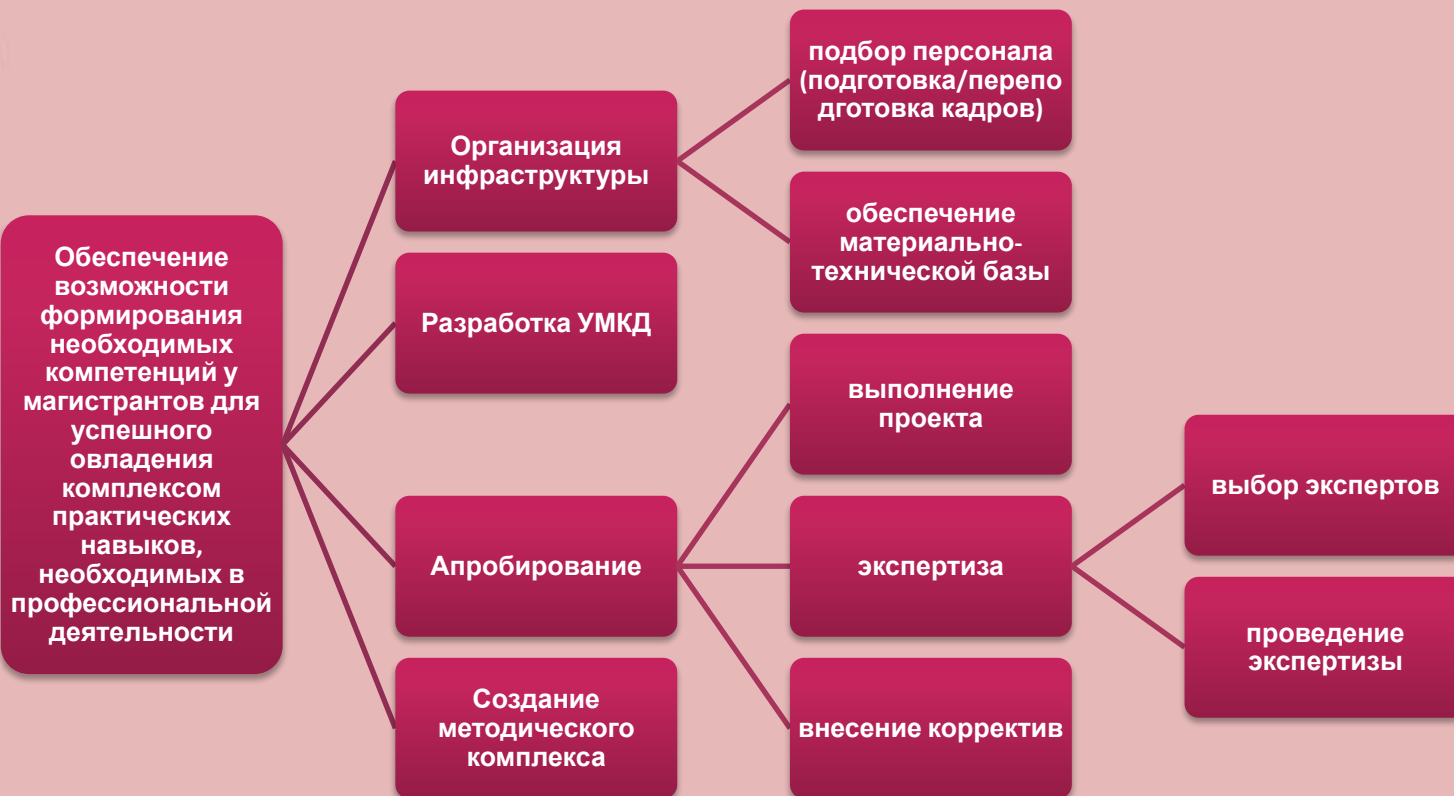 Обеспечение
возможности
формирования
необходимых
компетенций у
магистрантов для
успешного
овладения
комплексом
практических
навыков,
необходимых в
профессиональной
деятельности
Организация
инфраструктуры
подбор персонала
(подготовка/перепо
дготовка кадров)
обеспечение
материально-
технической базы
Разработка УМКД
Апробирование
выполнение
проекта
экспертиза
выбор экспертов
проведение
экспертизы
внесение корректив
Создание
методического
комплекса